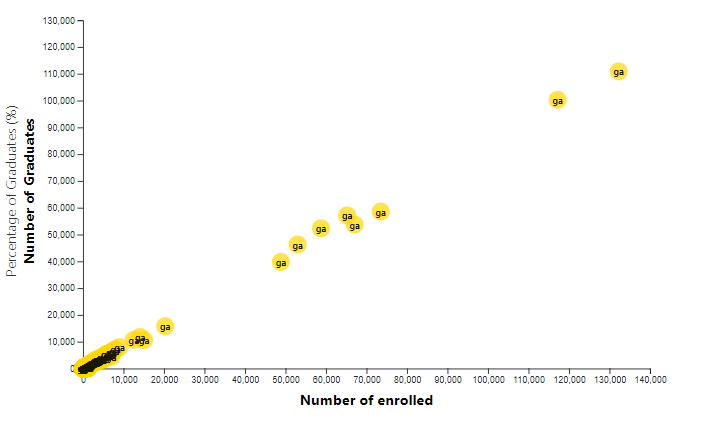 130,000
120,000
110,000
100,000
90,000
80,000
70,000
60,000
50,000
40,000
30,000
20,000
10,000
0
Percentage of Graduates (%)
Number of Graduates
ga
ga
ga
ga
ga
ga
ga
ga
ga
ga
ga
ga
ga
ga
0
10,000
20,000
30,000
40,000
50,000
60,000
70,000
80,000
90,000
100,000
110,000
120,000
130,000
140,000
Number of enrolled